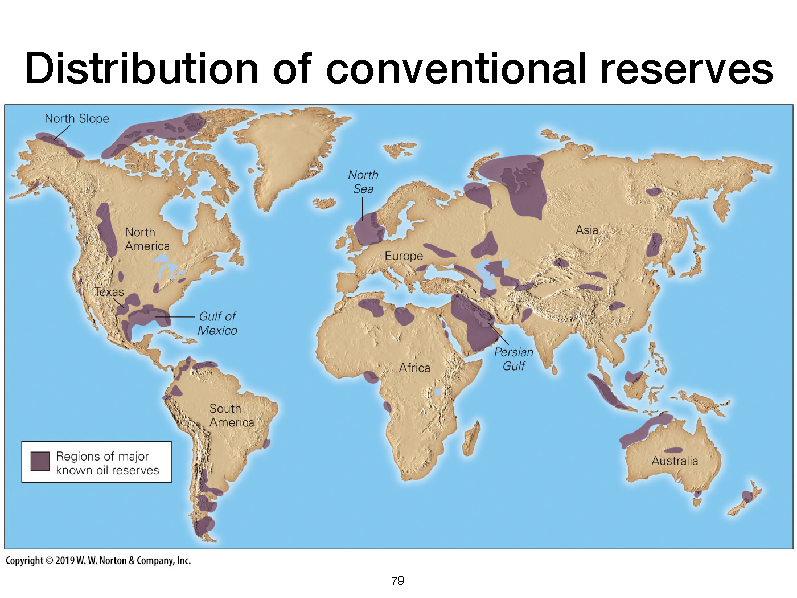 Distribution of conventional reserves
North Slope
North
Sea
North
America
Asia
Europe
Texas
Gulf of
Mexico
Persian
Gulf
Africa
South
America
Regions of major
known oil reserves
Australia
Copyright © 2019 W. W. Norton & Company, Inc.
79